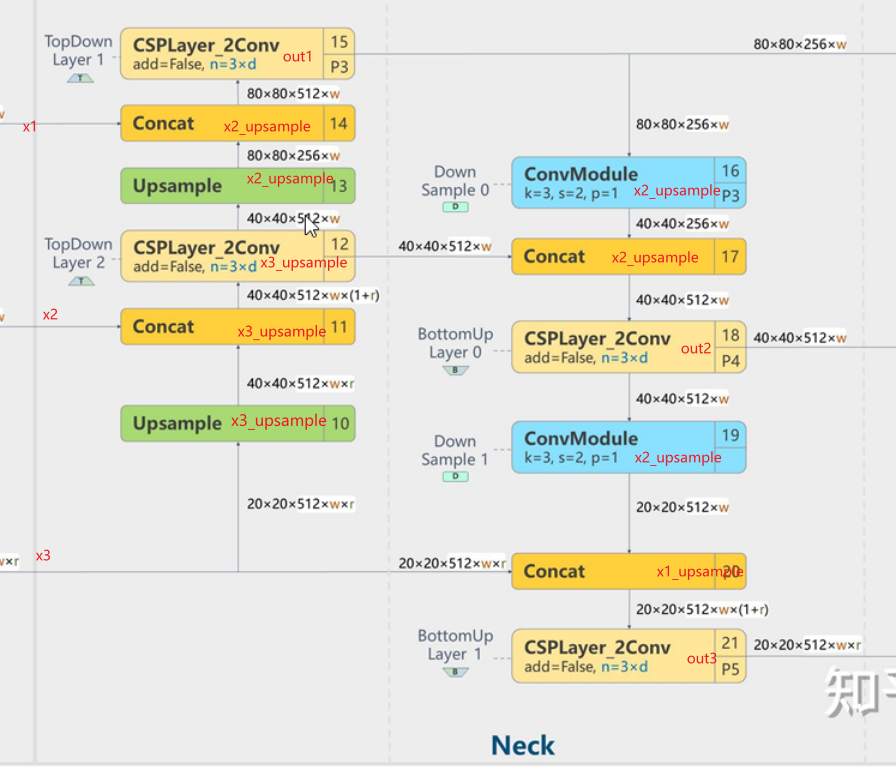 TopDown
Layer 1
T
CSPLayer_2Conv
add=False, n=3×d
out1
15
P3
80×80×256×w
80×80×512×w
w
x1
Concat
x2_upsample
14
80×80×256×w
80×80×256×w
Upsample
x2_upsample
13
Down
Sample 0
D
ConvModule
k=3, s=2, p=1
x2_upsample
16
P3
40×40×512×w
40×40×256×w
TopDown
Layer 2
T
CSPLayer_2Conv
add=False, n=3×d
x3_upsample
12
40×40×512×w
Concat
x2_upsample
17
40×40×512×w×(1+r)
40×40×512×w
w
x2
Concat
x3_upsample
11
BottomUp
Layer 0
B
CSPLayer_2Conv
add=False, n=3×d
out2
18
P4
40×40×512×w
40×40×512×w×r
40×40×512×w
Upsample
x3_upsample
10
Down
Sample 1
D
ConvModule
k=3, s=2, p=1
x2_upsample
19
20×20×512×w×r
20×20×512×w
w×r
x3
20×20×512×w×r
Concat
x1_upsample
20
20×20×512×w×(1+r)
BottomUp
Layer 1
B
CSPLayer_2Conv
add=False, n=3×d
out3
21
P5
20×20×512×w×r
知
Neck